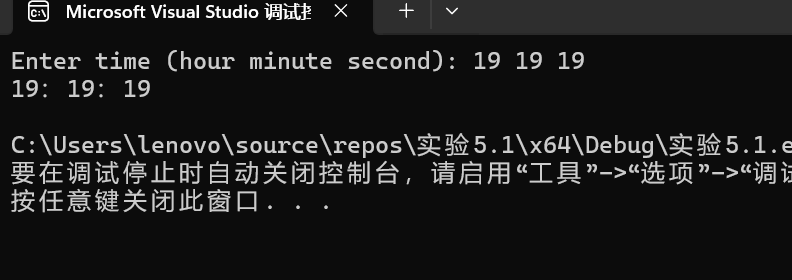 Microsoft Visual Studio 调试
Enter time (hour minute second): 19 19 19
19: 19: 19
C:\Users\lenovo\source\repos\实验5.1\x64\Debug\实验5.1.e
要在调试停止时自动关闭控制台，请启用“工具”->“选项”->“调试
按任意键关闭此窗口. . .